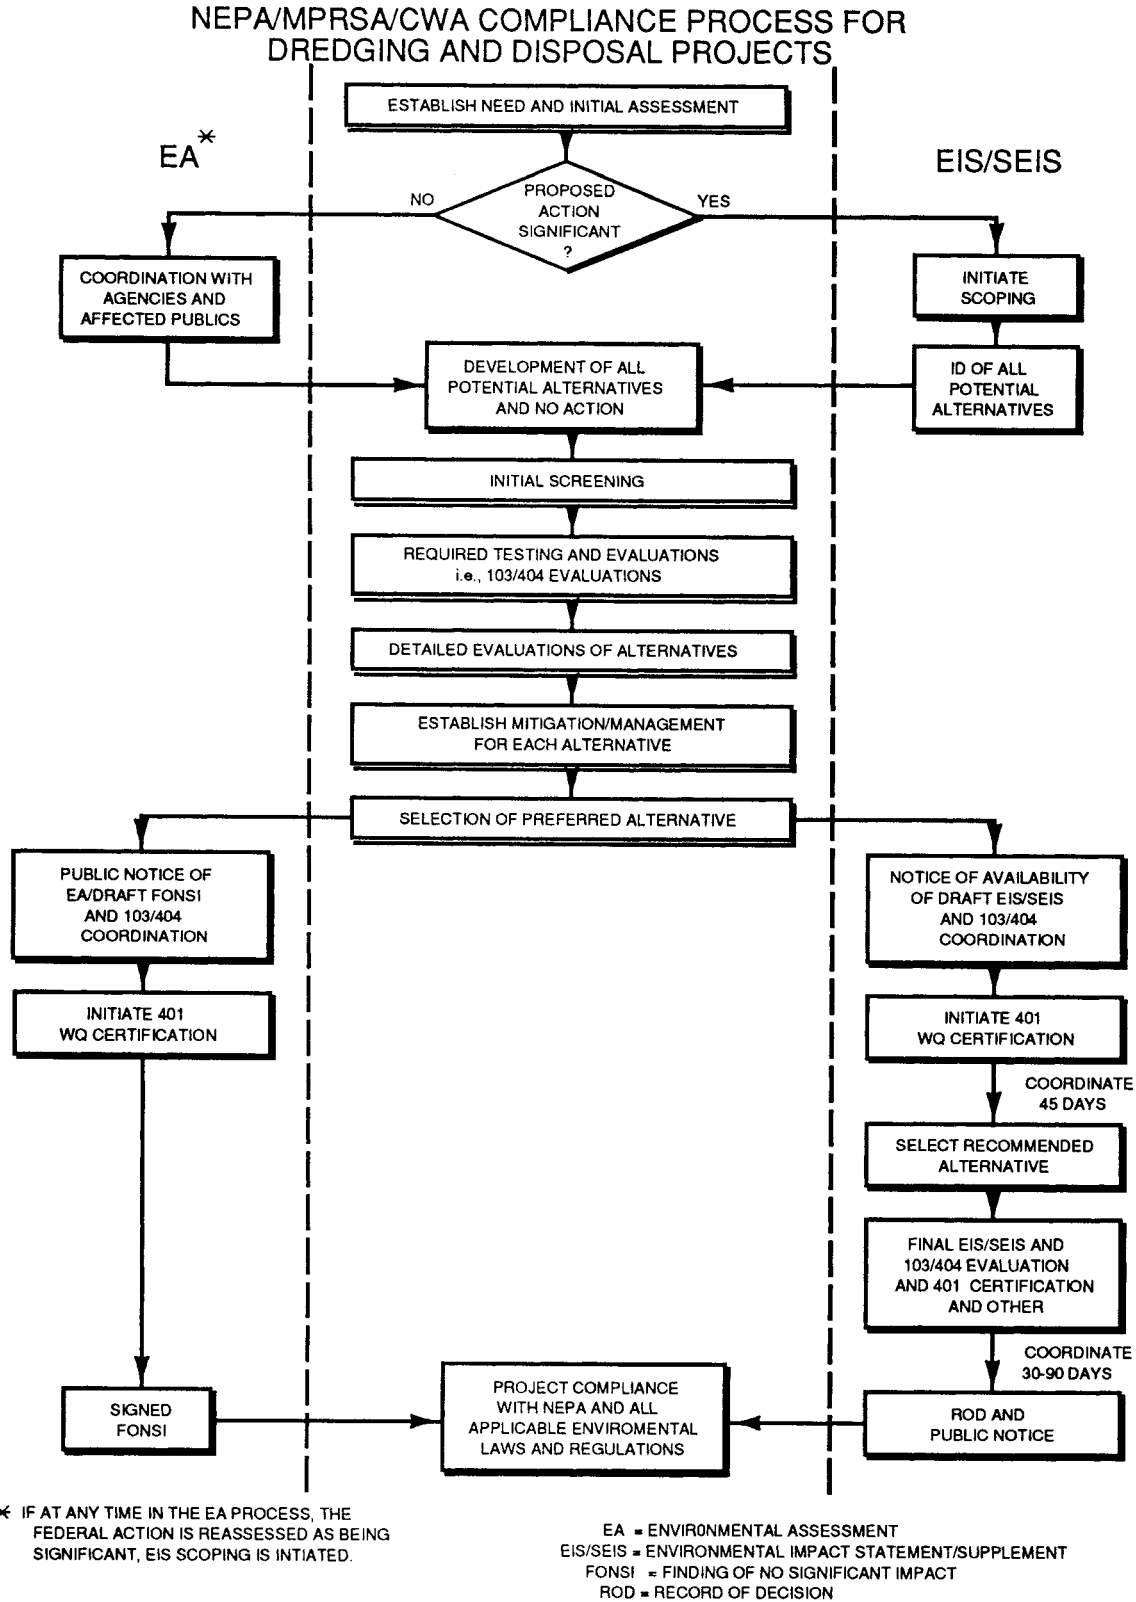 NEPA/MPRSA/CWA COMPLIANCE PROCESS FOR
DREDGING AND DISPOSAL PROJECTS
ESTABLISH NEED AND INITIAL ASSESSMENT
EA*
EIS/SEIS
NO
PROPOSED
ACTION
SIGNIFICANT
?
YES
COORDINATION WITH
AGENCIES AND
AFFECTED PUBLICS
INITIATE
SCOPING
DEVELOPMENT OF ALL
POTENTIAL ALTERNATIVES
AND NO ACTION
ID OF ALL
POTENTIAL
ALTERNATIVES
INITIAL SCREENING
REQUIRED TESTING AND EVALUATIONS
i.e., 103/404 EVALUATIONS
DETAILED EVALUATIONS OF ALTERNATIVES
ESTABLISH MITIGATION/MANAGEMENT
FOR EACH ALTERNATIVE
SELECTION OF PREFERRED ALTERNATIVE
PUBLIC NOTICE OF
EA/DRAFT FONSI
AND 103/404
COORDINATION
NOTICE OF AVAILABILITY
OF DRAFT EIS/SEIS
AND 103/404
COORDINATION
INITIATE 401
WQ CERTIFICATION
INITIATE 401
WQ CERTIFICATION
COORDINATE
45 DAYS
SELECT RECOMMENDED
ALTERNATIVE
FINAL EIS/SEIS AND
103/404 EVALUATION
AND 401 CERTIFICATION
AND OTHER
COORDINATE
30-90 DAYS
SIGNED
FONSI
PROJECT COMPLIANCE
WITH NEPA AND ALL
APPLICABLE ENVIROMENTAL
LAWS AND REGULATIONS
ROD AND
PUBLIC NOTICE
* IF AT ANY TIME IN THE EA PROCESS, THE
FEDERAL ACTION IS REASSESSED AS BEING
SIGNIFICANT, EIS SCOPING IS INTIATED.
EA = ENVIRONMENTAL ASSESSMENT
EIS/SEIS = ENVIRONMENTAL IMPACT STATEMENT/SUPPLEMENT
FONSI = FINDING OF NO SIGNIFICANT IMPACT
ROD = RECORD OF DECISION